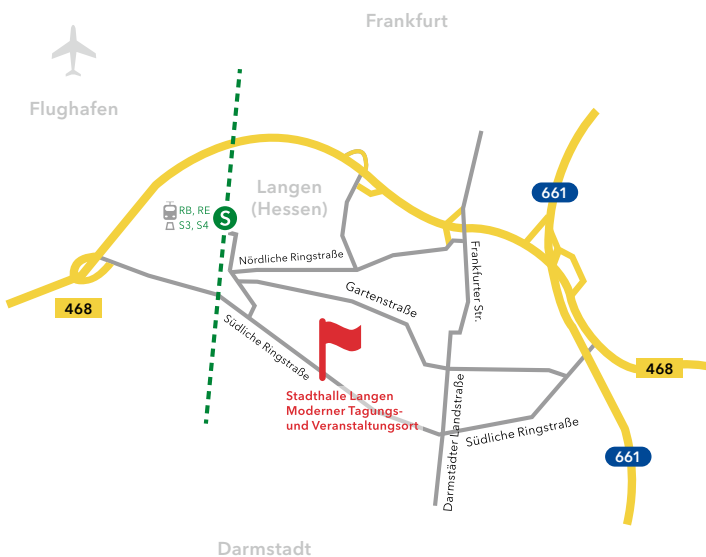 Frankfurt
Flughafen
661
Langen
(Hessen)
RB, RE
S
S3, S4
Nördliche Ringstraße
Frankfurter Str.
Gartenstraße
468
Südliche Ringstraße
468
Stadthalle Langen
Moderner Tagungs-
und Veranstaltungsort
Darmstädter Landstraße
Südliche Ringstraße
661
Darmstadt